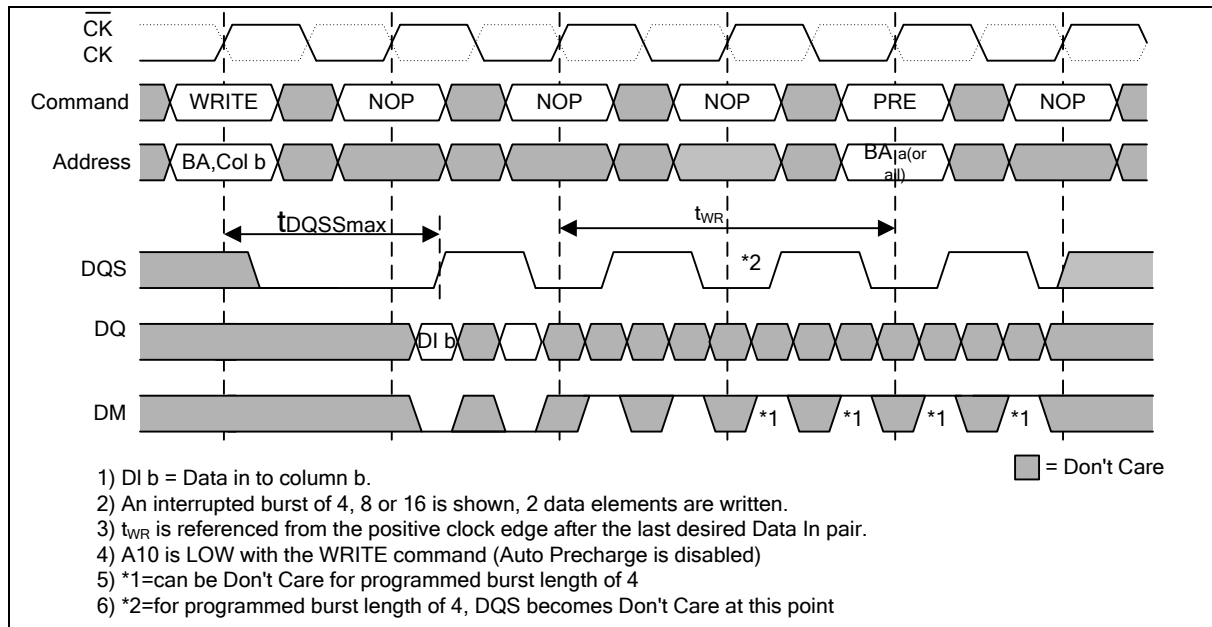 CK
CK
Command WRITE NOP NOP NOP PRE NOP
Address BA,Col b BA a(or
all)
tDQSSmax tWR
DQS *2
DQ DI b
DM *1 *1 *1 *1
= Don't Care
1) DI b = Data in to column b.
2) An interrupted burst of 4, 8 or 16 is shown, 2 data elements are written.
3) tWR is referenced from the positive clock edge after the last desired Data In pair.
4) A10 is LOW with the WRITE command (Auto Precharge is disabled)
5) *1=can be Don't Care for programmed burst length of 4
6) *2=for programmed burst length of 4, DQS becomes Don't Care at this point